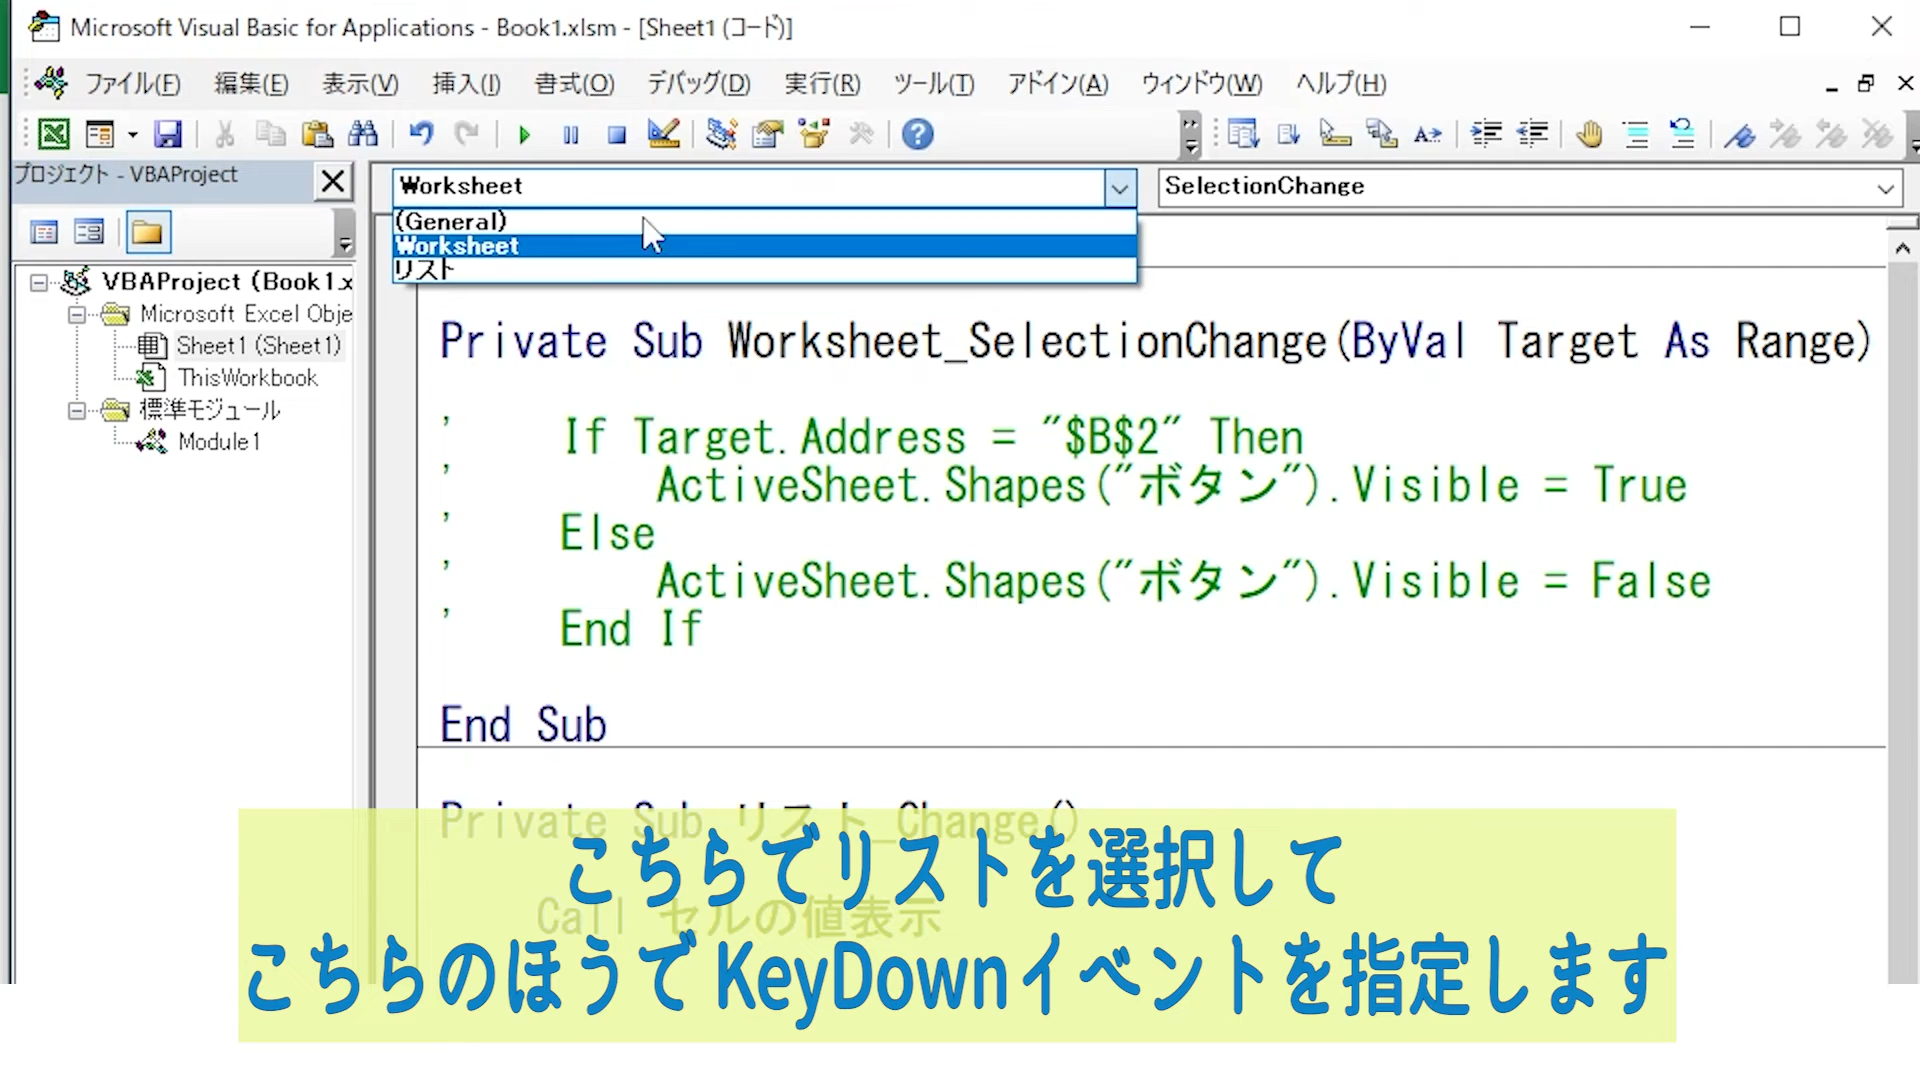 Microsoft Visual Basic for Applications - Book1.xlsm - [Sheet1 (コード)]
ファイル(F) 編集(E) 表示(V) 挿入(I) 書式(O) デバッグ(D) 実行(R) ツール(T) アドイン(A) ウィンドウ(W) ヘルプ(H)
プロジェクト - VBAProject
Worksheet
SelectionChange
(General)
Worksheet
リスト
VBAProject (Book1.x
Microsoft Excel Obje
Sheet1 (Sheet1)
ThisWorkbook
標準モジュール
Module1
Private Sub Worksheet_SelectionChange(ByVal Target As Range)
'    If Target.Address = "$B$2" Then
'        ActiveSheet.Shapes("ボタン").Visible = True
'    Else
'        ActiveSheet.Shapes("ボタン").Visible = False
'    End If
End Sub
Private Sub リスト_Change()
Call セルの値表示
こちらでリストを選択して
こちらのほうでKeyDownイベントを指定します